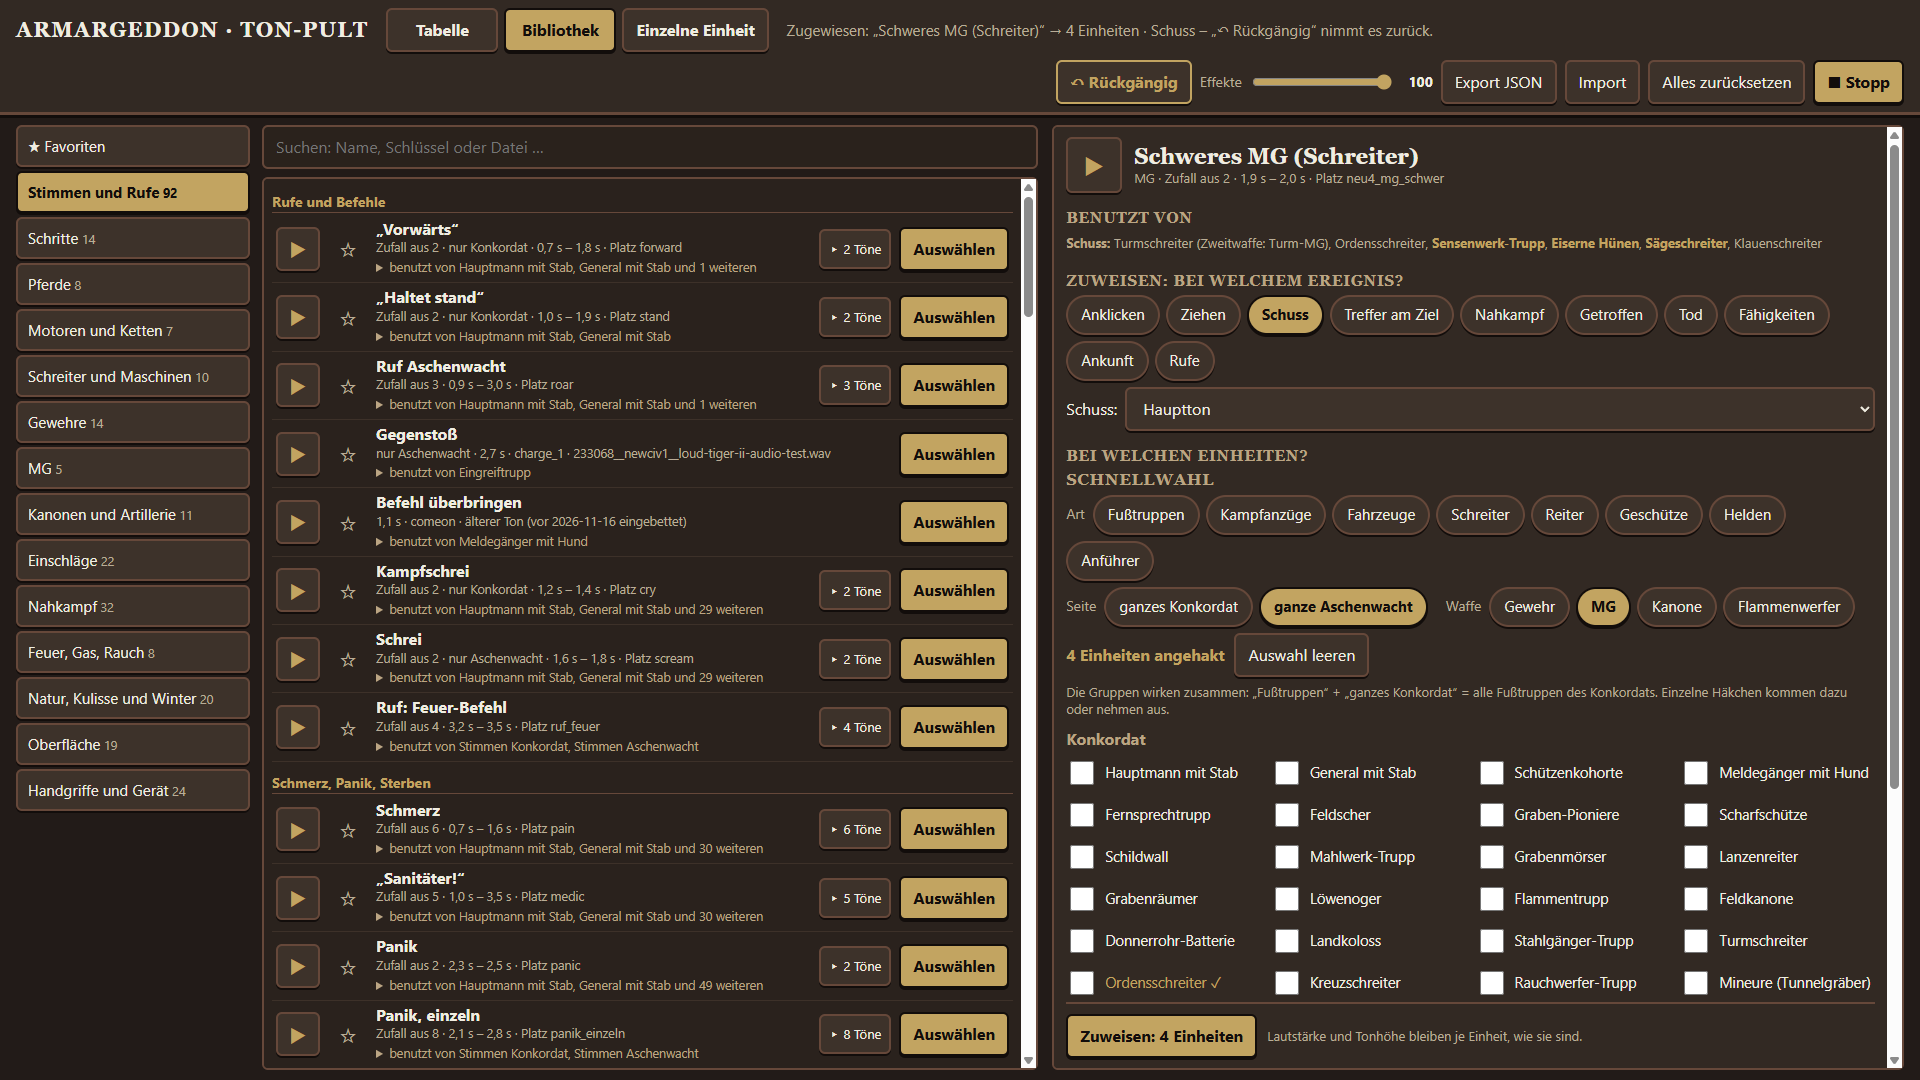 ARMARGEDDON · TON-PULT
Tabelle
Bibliothek
Einzelne Einheit
Zugewiesen: „Schweres MG (Schreiter)“ → 4 Einheiten · Schuss – „↶ Rückgängig“ nimmt es zurück.
↶ Rückgängig
Effekte
100
Export JSON
Import
Alles zurücksetzen
■ Stopp
★ Favoriten
Stimmen und Rufe 92
Schritte 14
Pferde 8
Motoren und Ketten 7
Schreiter und Maschinen 10
Gewehre 14
MG 5
Kanonen und Artillerie 11
Einschläge 22
Nahkampf 32
Feuer, Gas, Rauch 8
Natur, Kulisse und Winter 20
Oberfläche 19
Handgriffe und Gerät 24
Suchen: Name, Schlüssel oder Datei ...
Rufe und Befehle
„Vorwärts“
Zufall aus 2 · nur Konkordat · 0,7 s – 1,8 s · Platz forward
▶ benutzt von Hauptmann mit Stab, General mit Stab und 1 weiteren
▸ 2 Töne
Auswählen
„Haltet stand“
Zufall aus 2 · nur Konkordat · 1,0 s – 1,9 s · Platz stand
▶ benutzt von Hauptmann mit Stab, General mit Stab
▸ 2 Töne
Auswählen
Ruf Aschenwacht
Zufall aus 3 · 0,9 s – 3,0 s · Platz roar
▶ benutzt von Hauptmann mit Stab, General mit Stab und 1 weiteren
▸ 3 Töne
Auswählen
Gegenstoß
nur Aschenwacht · 2,7 s · charge_1 · 233068__newciv1__loud-tiger-ii-audio-test.wav
▶ benutzt von Eingreiftrupp
Auswählen
Befehl überbringen
1,1 s · comeon · älterer Ton (vor 2026-11-16 eingebettet)
▶ benutzt von Meldegänger mit Hund
Auswählen
Kampfschrei
Zufall aus 2 · nur Konkordat · 1,2 s – 1,4 s · Platz cry
▶ benutzt von Hauptmann mit Stab, General mit Stab und 29 weiteren
▸ 2 Töne
Auswählen
Schrei
Zufall aus 2 · nur Aschenwacht · 1,6 s – 1,8 s · Platz scream
▶ benutzt von Hauptmann mit Stab, General mit Stab und 29 weiteren
▸ 2 Töne
Auswählen
Ruf: Feuer-Befehl
Zufall aus 4 · 3,2 s – 3,5 s · Platz ruf_feuer
▶ benutzt von Stimmen Konkordat, Stimmen Aschenwacht
▸ 4 Töne
Auswählen
Schmerz, Panik, Sterben
Schmerz
Zufall aus 6 · 0,7 s – 1,6 s · Platz pain
▶ benutzt von Hauptmann mit Stab, General mit Stab und 30 weiteren
▸ 6 Töne
Auswählen
„Sanitäter!“
Zufall aus 5 · 1,0 s – 3,5 s · Platz medic
▶ benutzt von Hauptmann mit Stab, General mit Stab und 30 weiteren
▸ 5 Töne
Auswählen
Panik
Zufall aus 2 · 2,3 s – 2,5 s · Platz panic
▶ benutzt von Hauptmann mit Stab, General mit Stab und 49 weiteren
▸ 2 Töne
Auswählen
Panik, einzeln
Zufall aus 8 · 2,1 s – 2,8 s · Platz panik_einzeln
▶ benutzt von Stimmen Konkordat, Stimmen Aschenwacht
▸ 8 Töne
Auswählen
Schweres MG (Schreiter)
MG · Zufall aus 2 · 1,9 s – 2,0 s · Platz neu4_mg_schwer
BENUTZT VON
Schuss: Turmschreiter (Zweitwaffe: Turm-MG), Ordensschreiter, Sensenwerk-Trupp, Eiserne Hünen, Sägeschreiter, Klauenschreiter
ZUWEISEN: BEI WELCHEM EREIGNIS?
Anklicken
Ziehen
Schuss
Treffer am Ziel
Nahkampf
Getroffen
Tod
Fähigkeiten
Ankunft
Rufe
Schuss:
Hauptton
BEI WELCHEN EINHEITEN?
SCHNELLWAHL
Art
Fußtruppen
Kampfanzüge
Fahrzeuge
Schreiter
Reiter
Geschütze
Helden
Anführer
Seite
ganzes Konkordat
ganze Aschenwacht
Waffe
Gewehr
MG
Kanone
Flammenwerfer
4 Einheiten angehakt
Auswahl leeren
Die Gruppen wirken zusammen: „Fußtruppen“ + „ganzes Konkordat“ = alle Fußtruppen des Konkordats. Einzelne Häkchen kommen dazu
oder nehmen aus.
Konkordat
Hauptmann mit Stab
General mit Stab
Schützenkohorte
Meldegänger mit Hund
Fernsprechtrupp
Feldscher
Graben-Pioniere
Scharfschütze
Schildwall
Mahlwerk-Trupp
Grabenmörser
Lanzenreiter
Grabenräumer
Löwenoger
Flammentrupp
Feldkanone
Donnerrohr-Batterie
Landkoloss
Stahlgänger-Trupp
Turmschreiter
Ordensschreiter ✓
Kreuzschreiter
Rauchwerfer-Trupp
Mineure (Tunnelgräber)
Zuweisen: 4 Einheiten
Lautstärke und Tonhöhe bleiben je Einheit, wie sie sind.